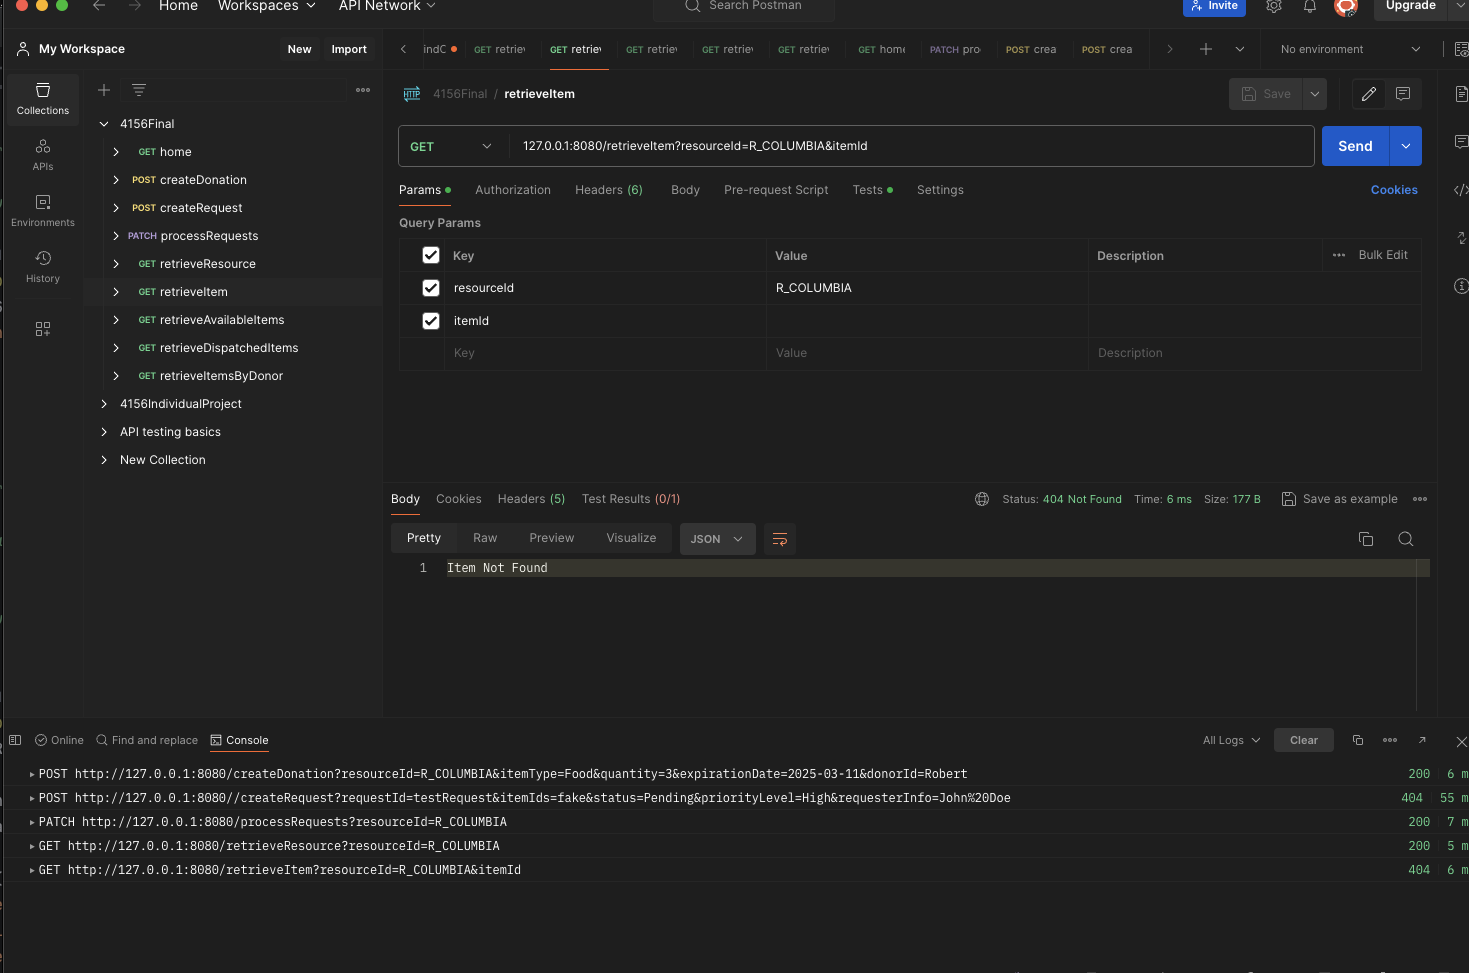 Home Workspaces API Network Search Postman Invite Upgrade
My Workspace New Import
GET retrie GET retrie GET retrie GET retrie GET retrie GET hom PATCH pro POST crea POST crea No environment
Collections
APIs
Environments
History
4156Final
GET home
POST createDonation
POST createRequest
PATCH processRequests
GET retrieveResource
GET retrieveItem
GET retrieveAvailableItems
GET retrieveDispatchedItems
GET retrieveItemsByDonor
4156IndividualProject
API testing basics
New Collection
HTTP 4156Final / retrieveItem Save
GET 127.0.0.1:8080/retrieveItem?resourceId=R_COLUMBIA&itemId Send
Params Authorization Headers (6) Body Pre-request Script Tests Settings Cookies
Query Params
Key Value Description Bulk Edit
resourceId R_COLUMBIA
itemId
Key Value Description
Body Cookies Headers (5) Test Results (0/1) Status: 404 Not Found Time: 6 ms Size: 177 B Save as example
Pretty Raw Preview Visualize JSON
1 Item Not Found
Online Find and replace Console All Logs Clear
POST http://127.0.0.1:8080/createDonation?resourceId=R_COLUMBIA&itemType=Food&quantity=3&expirationDate=2025-03-11&donorId=Robert 200 6 m
POST http://127.0.0.1:8080//createRequest?requestId=testRequest&itemIds=fake&status=Pending&priorityLevel=High&requesterInfo=John%20Doe 404 55 m
PATCH http://127.0.0.1:8080/processRequests?resourceId=R_COLUMBIA 200 7 m
GET http://127.0.0.1:8080/retrieveResource?resourceId=R_COLUMBIA 200 5 m
GET http://127.0.0.1:8080/retrieveItem?resourceId=R_COLUMBIA&itemId 404 6 m